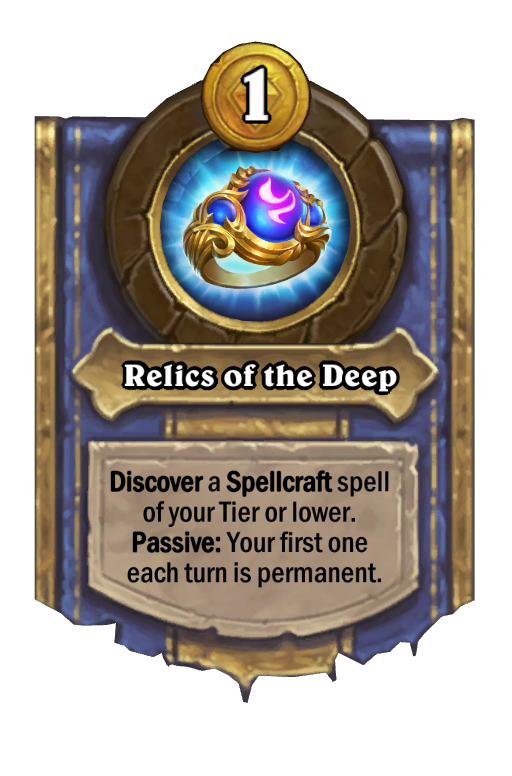 1
Relics of the Deep
Discover a Spellcraft spell
of your Tier or lower.
Passive: Your first one
each turn is permanent.